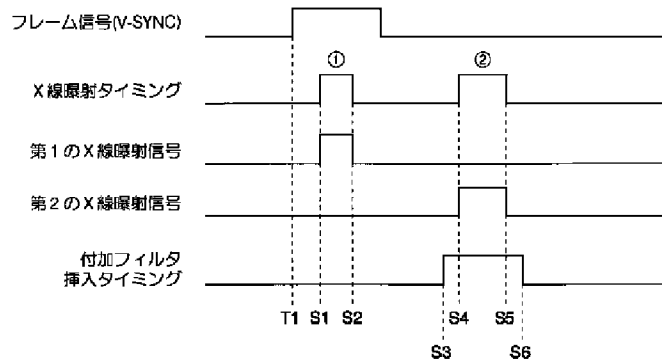 フレーム信号(V-SYNC)
① ②
X線曝射タイミング
第1のX線曝射信号
第2のX線曝射信号
付加フィルタ
挿入タイミング
T1 S1 S2 S4 S5
S3 S6